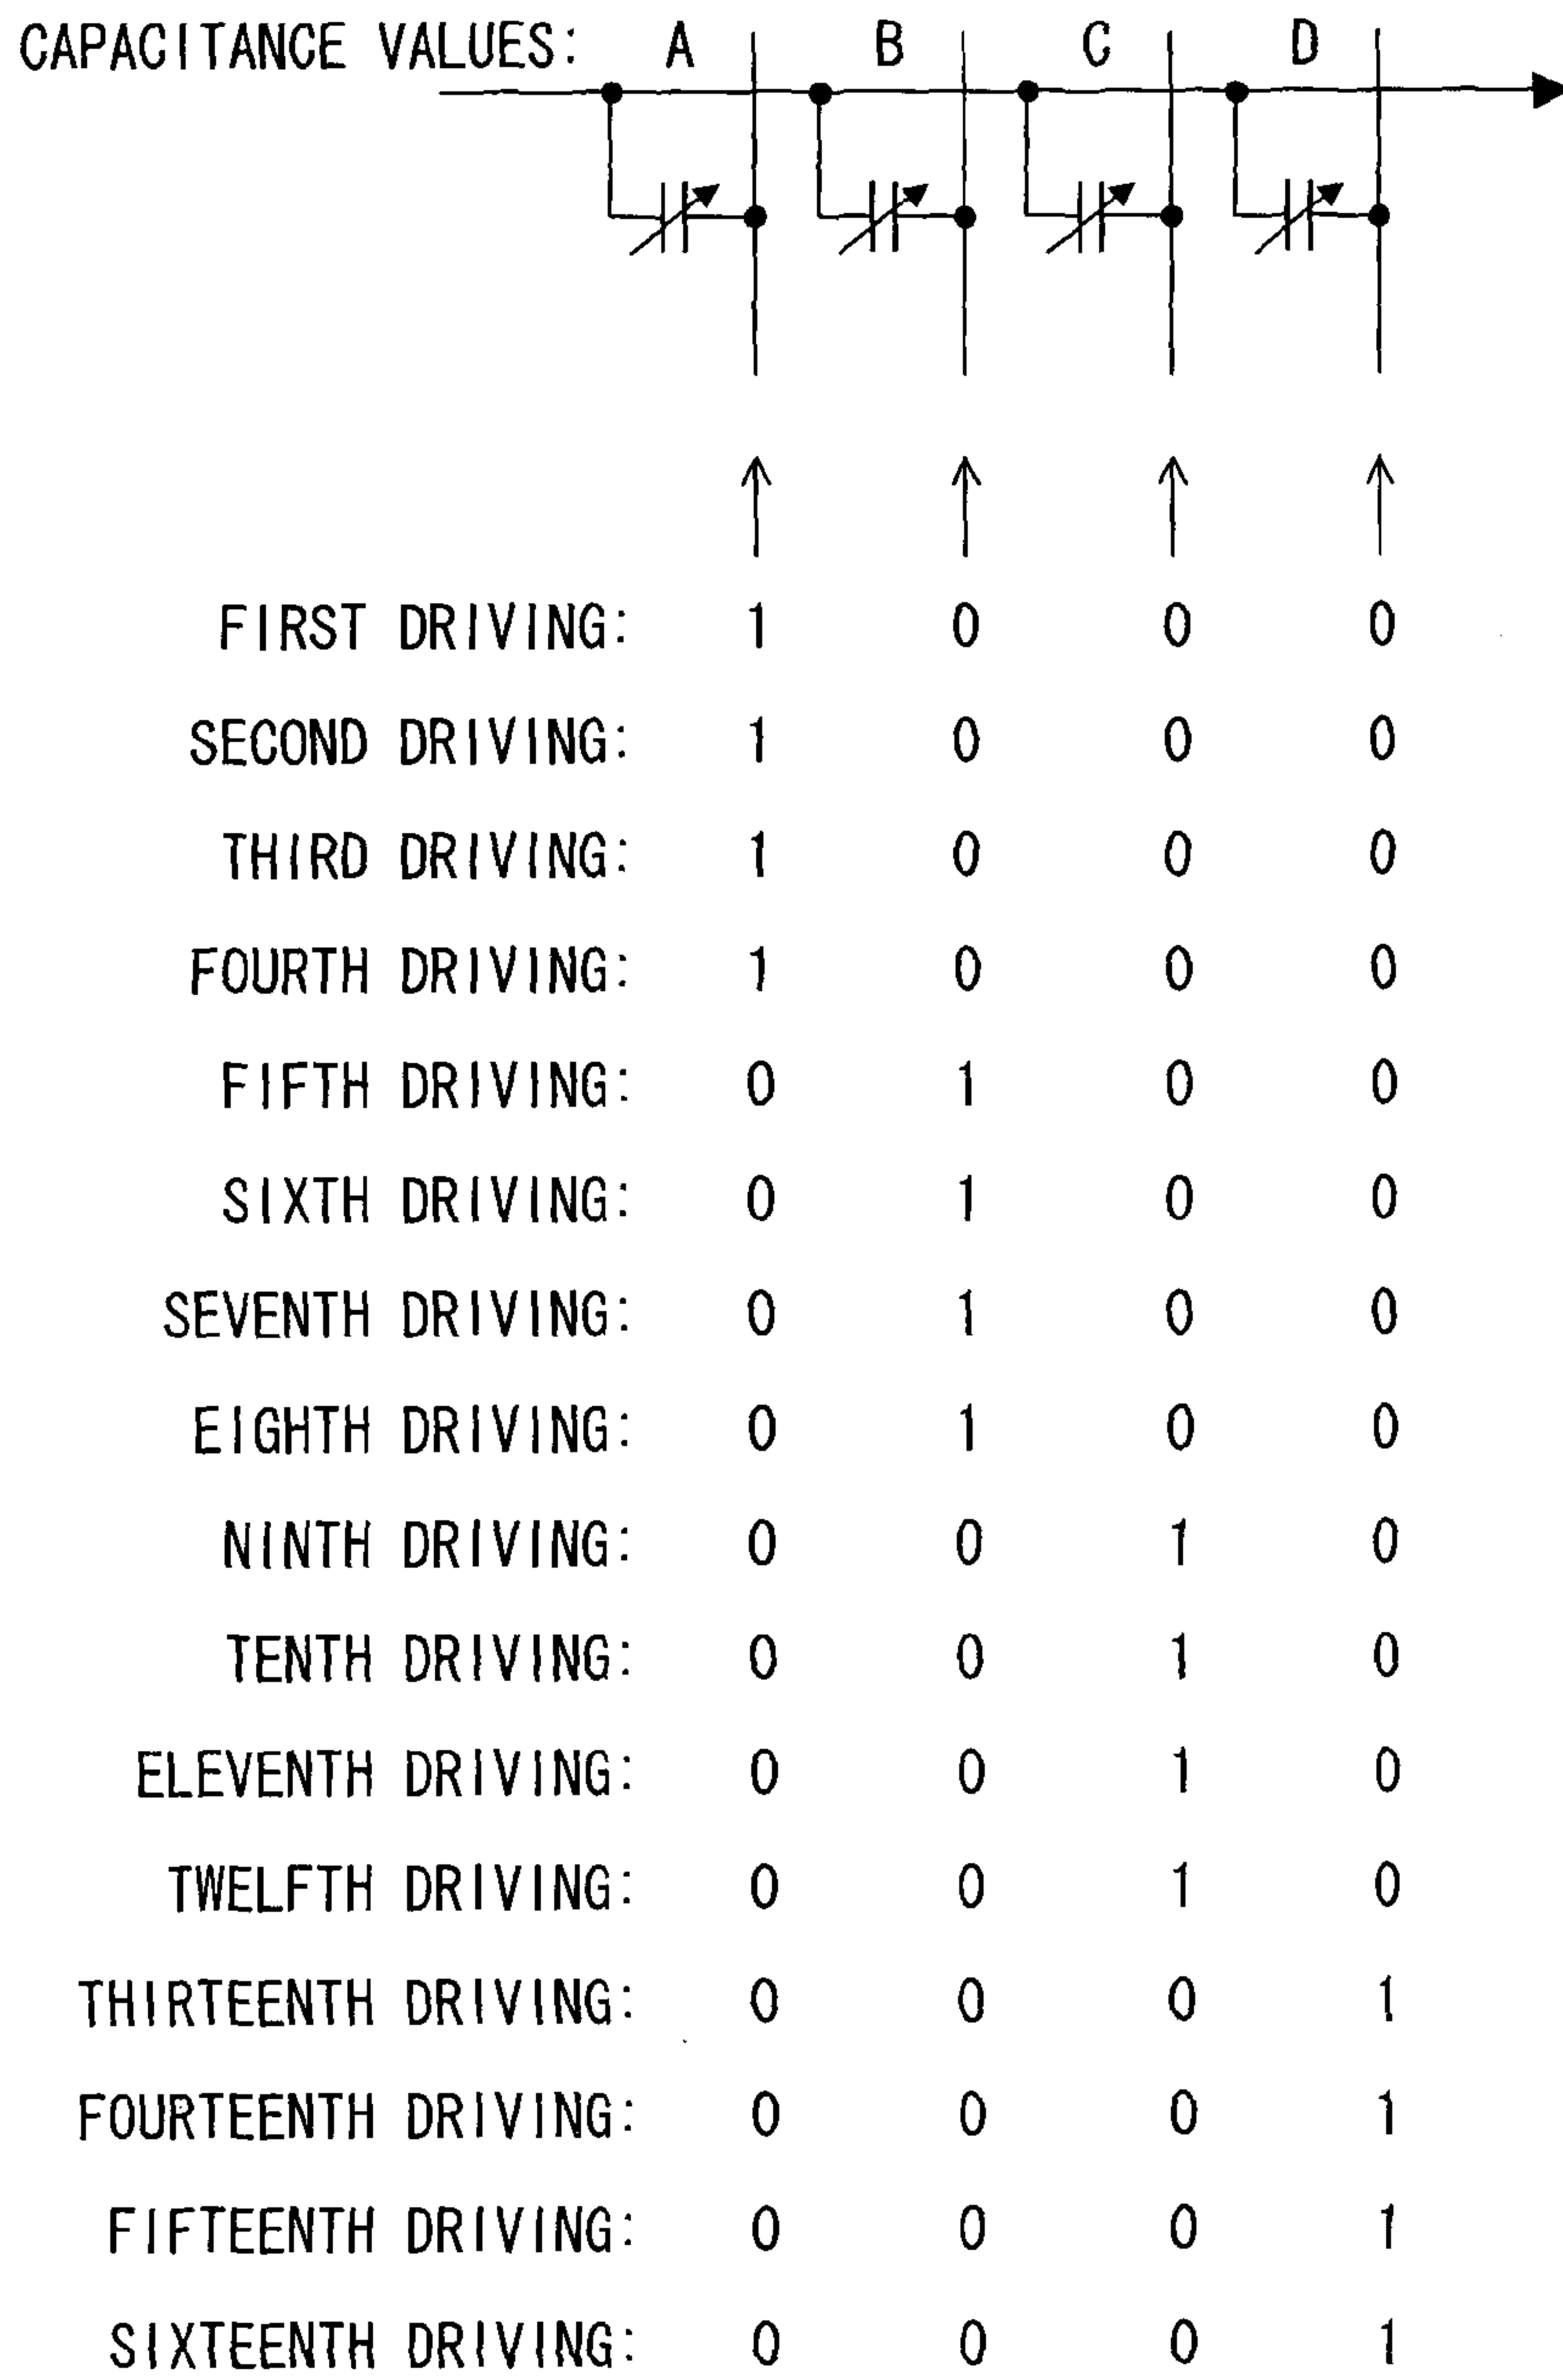 CAPACITANCE VALUES: A B C D
FIRST DRIVING: 1 0 0 0
SECOND DRIVING: 1 0 0 0
THIRD DRIVING: 1 0 0 0
FOURTH DRIVING: 1 0 0 0
FIFTH DRIVING: 0 1 0 0
SIXTH DRIVING: 0 1 0 0
SEVENTH DRIVING: 0 1 0 0
EIGHTH DRIVING: 0 1 0 0
NINTH DRIVING: 0 0 1 0
TENTH DRIVING: 0 0 1 0
ELEVENTH DRIVING: 0 0 1 0
TWELFTH DRIVING: 0 0 1 0
THIRTEENTH DRIVING: 0 0 0 1
FOURTEENTH DRIVING: 0 0 0 1
FIFTEENTH DRIVING: 0 0 0 1
SIXTEENTH DRIVING: 0 0 0 1